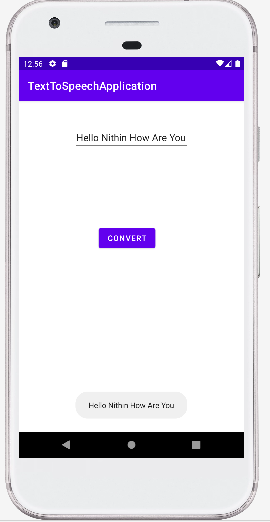 12:56
TextToSpeechApplication
Hello Nithin How Are You
CONVERT
Hello Nithin How Are You